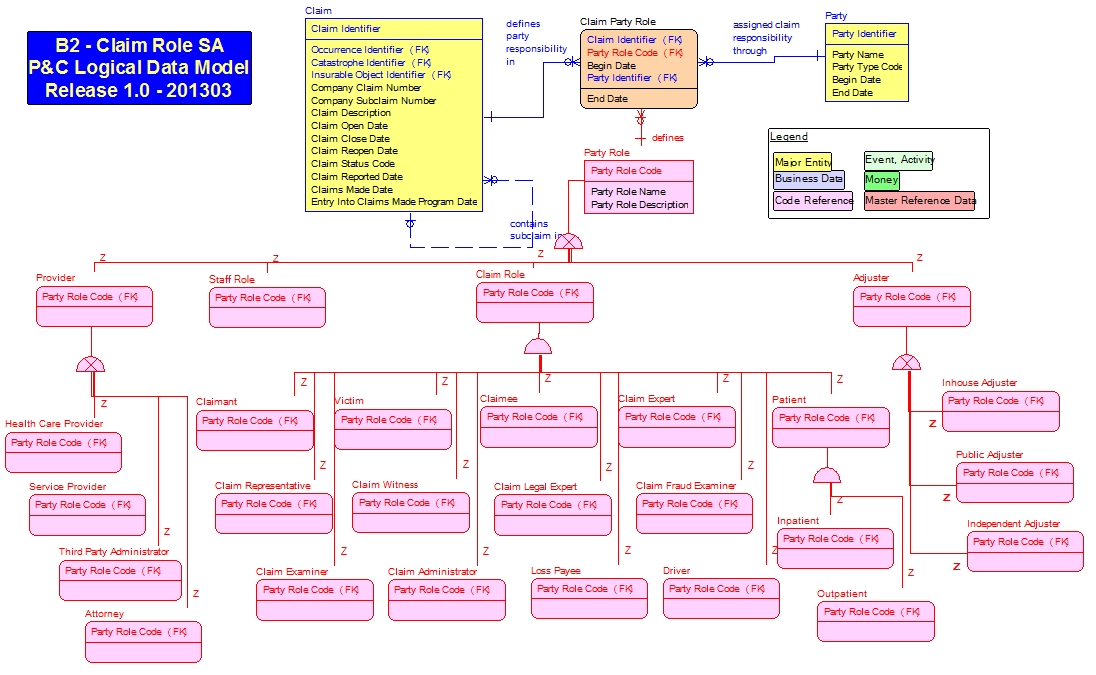 B2 - Claim Role SA
P&C Logical Data Model
Release 1.0 - 201303
Claim
Claim Identifier
Occurrence Identifier (FK)
Catastrophe Identifier (FK)
Insurable Object Identifier (FK)
Company Claim Number
Company Subclaim Number
Claim Description
Claim Open Date
Claim Close Date
Claim Reopen Date
Claim Status Code
Claim Reported Date
Claims Made Date
Entry Into Claims Made Program Date
defines
party
responsibility
in
Claim Party Role
Claim Identifier (FK)
Party Role Code (FK)
Begin Date
Party Identifier (FK)
End Date
assigned claim
responsibility
through
Party
Party Identifier
Party Name
Party Type Code
Begin Date
End Date
defines
Party Role
Party Role Code
Party Role Name
Party Role Description
contains
subclaim in
Legend
Major Entity
Event, Activity
Business Data
Money
Code Reference
Master Reference Data
Z
Z
Z
Z
Provider
Party Role Code (FK)
Staff Role
Party Role Code (FK)
Claim Role
Party Role Code (FK)
Adjuster
Party Role Code (FK)
Z
Z
Z
Z
Z
Z
Health Care Provider
Party Role Code (FK)
Claimant
Party Role Code (FK)
Victim
Party Role Code (FK)
Claimee
Party Role Code (FK)
Claim Expert
Party Role Code (FK)
Patient
Party Role Code (FK)
Inhouse Adjuster
Party Role Code (FK)
Z
Z
Z
Z
Z
Service Provider
Party Role Code (FK)
Claim Representative
Party Role Code (FK)
Claim Witness
Party Role Code (FK)
Claim Legal Expert
Party Role Code (FK)
Claim Fraud Examiner
Party Role Code (FK)
Public Adjuster
Party Role Code (FK)
Z
Z
Z
Inpatient
Party Role Code (FK)
Independent Adjuster
Party Role Code (FK)
Z
Z
Z
Z
Z
Z
Third Party Administrator
Party Role Code (FK)
Claim Examiner
Party Role Code (FK)
Claim Administrator
Party Role Code (FK)
Loss Payee
Party Role Code (FK)
Driver
Party Role Code (FK)
Z
Z
Outpatient
Party Role Code (FK)
Attorney
Party Role Code (FK)